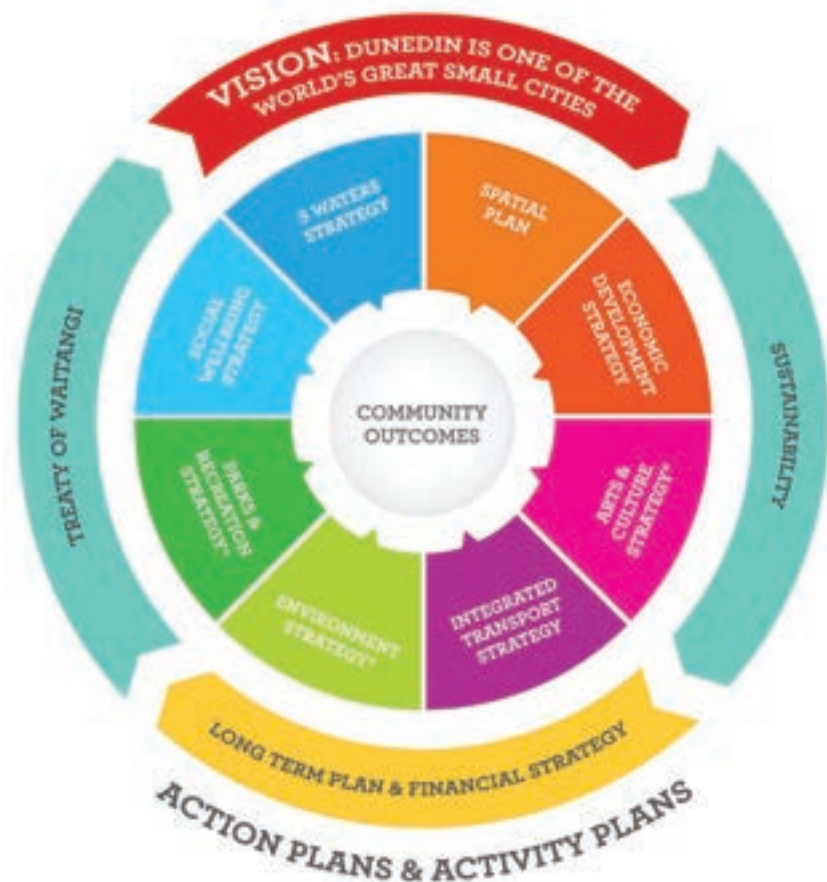 VISION: DUNEDIN IS ONE OF THE
WORLD'S GREAT SMALL CITIES
3 WATERS
STRATEGY
SPATIAL
PLAN
ECONOMIC
DEVELOPMENT
STRATEGY
SOCIAL
WELLBEING
STRATEGY
COMMUNITY
OUTCOMES
ARTS &
CULTURE
STRATEGY*
PARKS &
RECREATION
STRATEGY*
ENVIRONMENT
STRATEGY*
INTEGRATED
TRANSPORT
STRATEGY
TREATY OF WAITANGI
SUSTAINABILITY
LONG TERM PLAN & FINANCIAL STRATEGY
ACTION PLANS & ACTIVITY PLANS